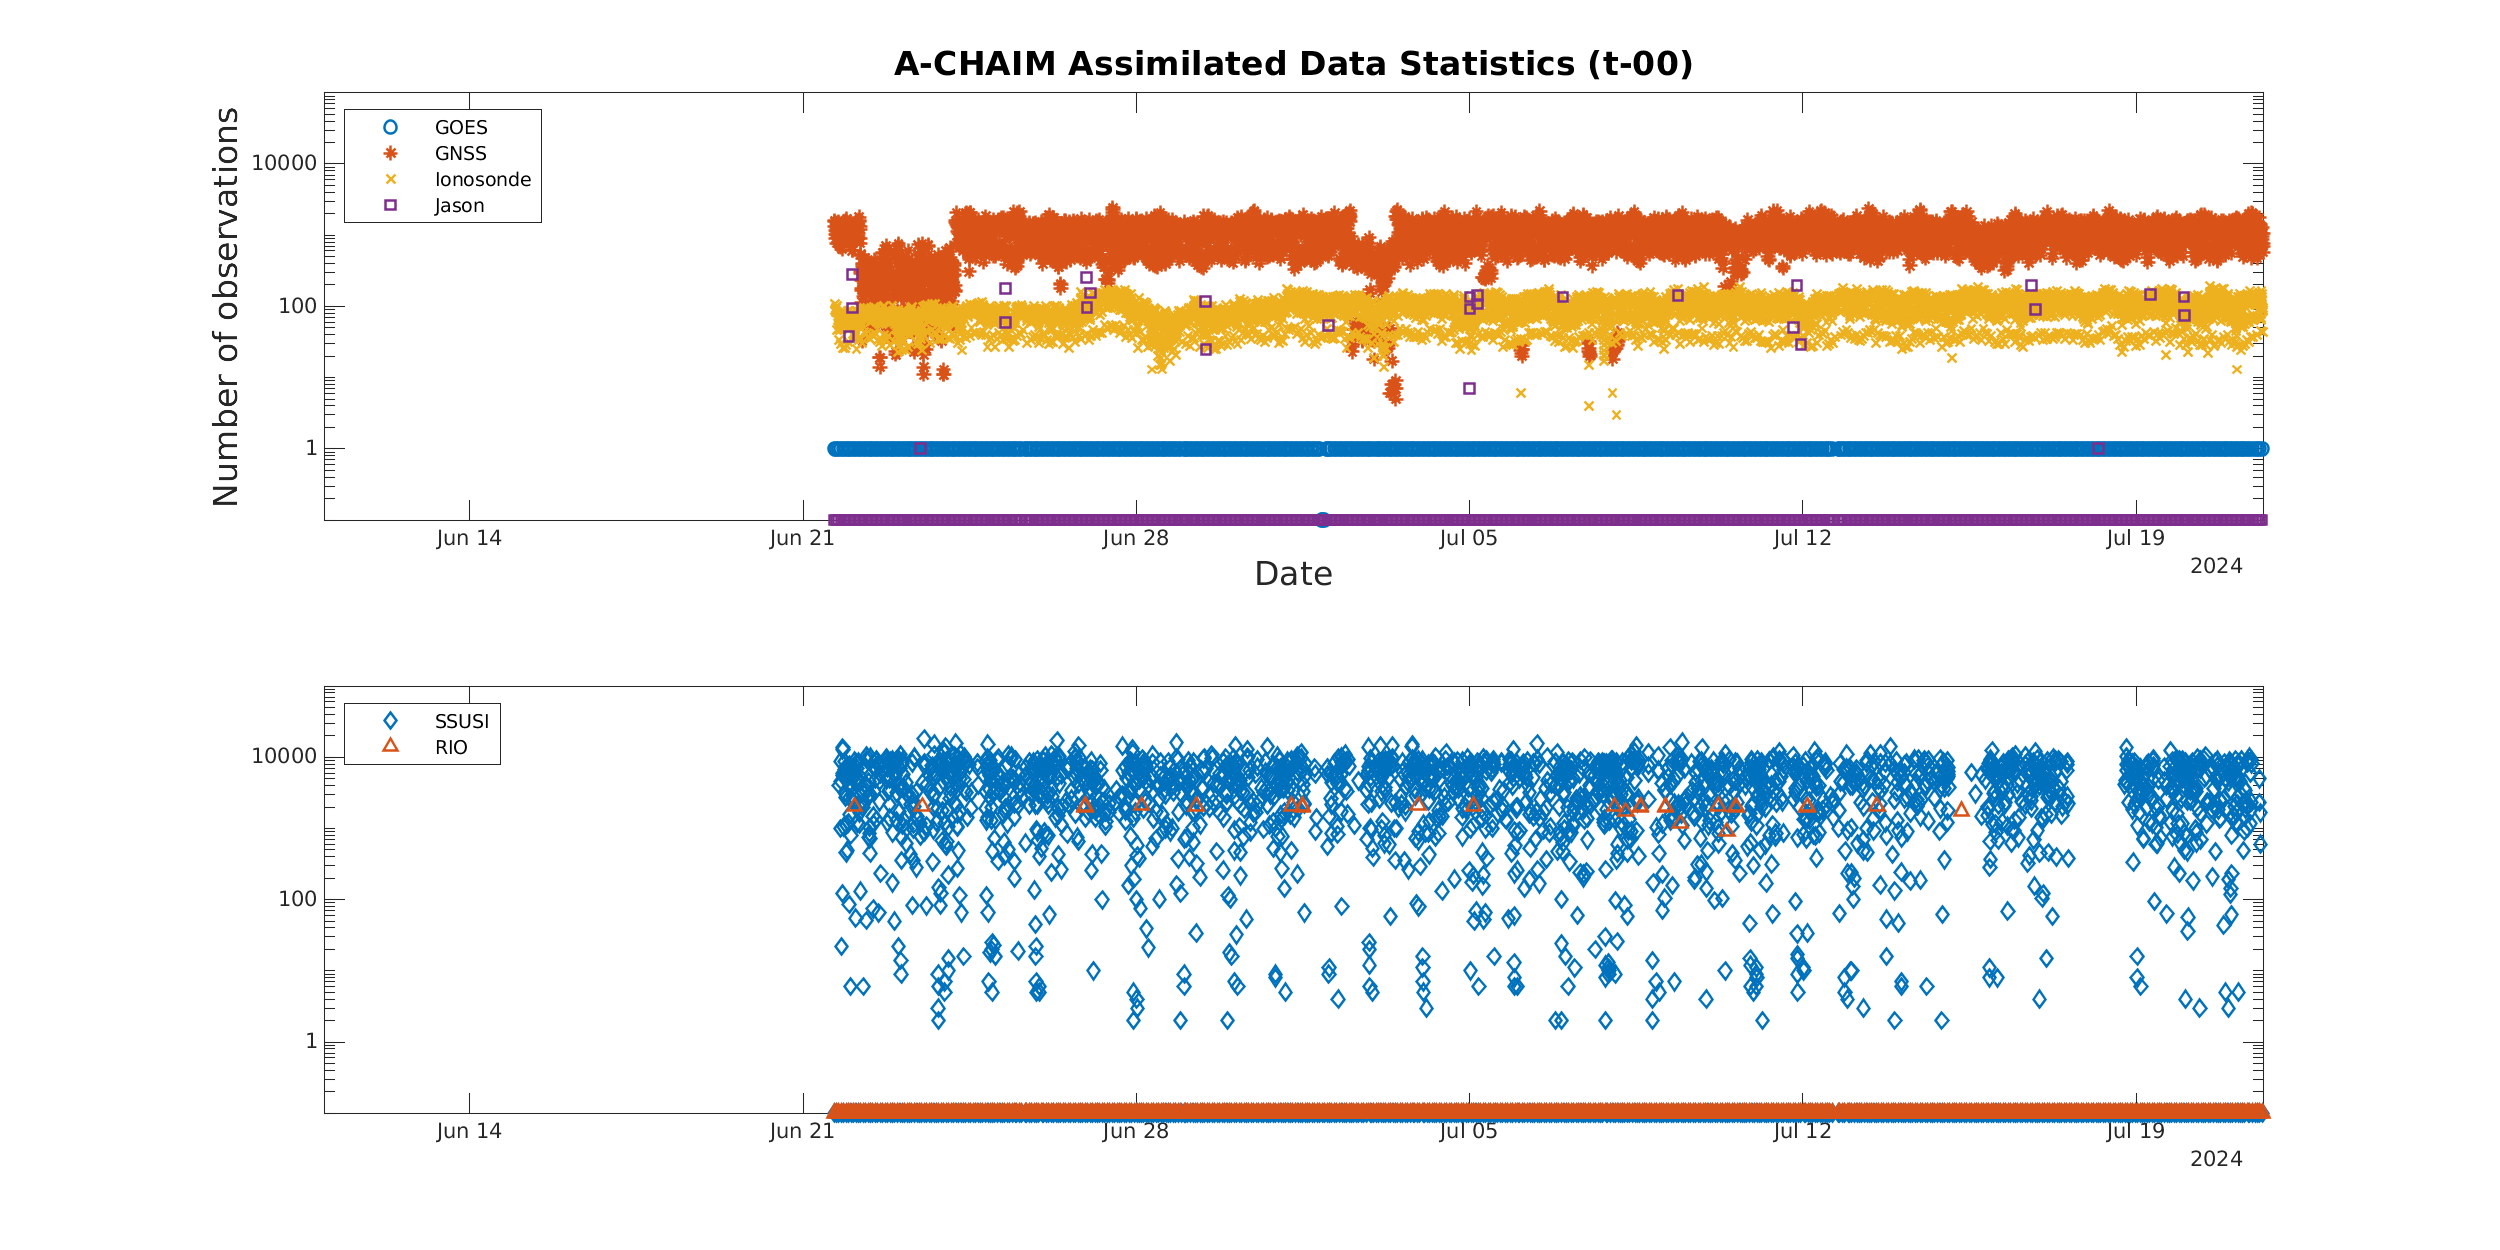 A-CHAIM Assimilated Data Statistics (t-00)
Number of observations
10000
100
1
GOES
GNSS
Ionosonde
Jason
Jun 14
Jun 21
Jun 28
Jul 05
Jul 12
Jul 19
2024
Date
10000
100
1
SSUSI
RIO
Jun 14
Jun 21
Jun 28
Jul 05
Jul 12
Jul 19
2024